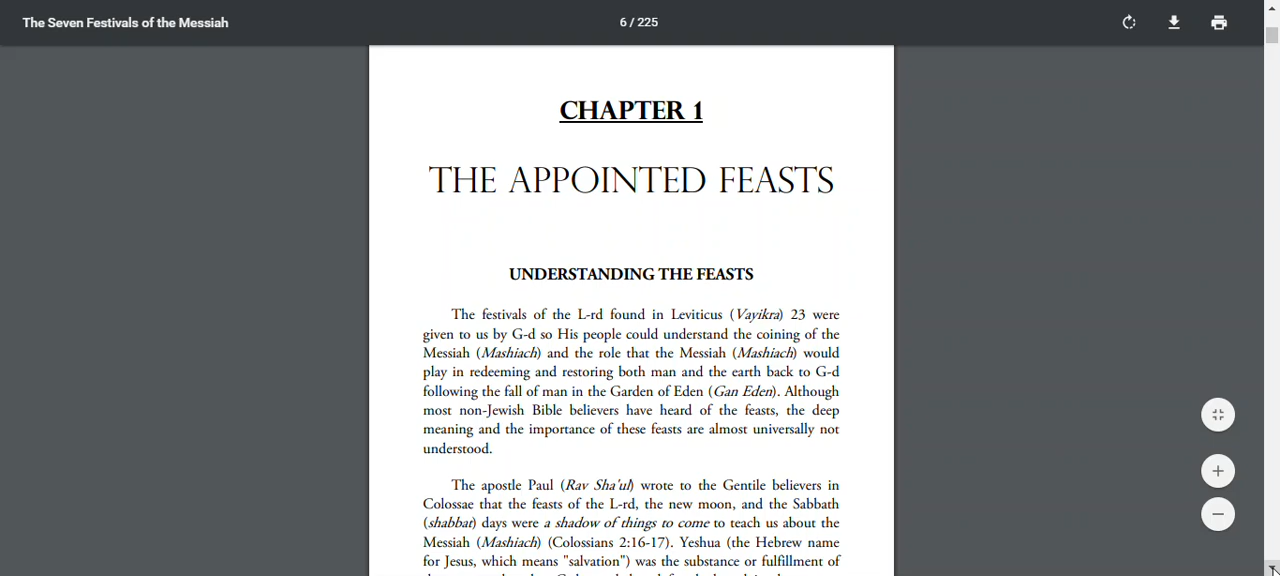 The Seven Festivals of the Messiah
6 / 225
CHAPTER 1
THE APPOINTED FEASTS
UNDERSTANDING THE FEASTS
The festivals of the L-rd found in Leviticus (Vayikra) 23 were
given to us by G-d so His people could understand the coining of the
Messiah (Mashiach) and the role that the Messiah (Mashiach) would
play in redeeming and restoring both man and the earth back to G-d
following the fall of man in the Garden of Eden (Gan Eden). Although
most non-Jewish Bible believers have heard of the feasts, the deep
meaning and the importance of these feasts are almost universally not
understood.
The apostle Paul (Rav Sha'ul) wrote to the Gentile believers in
Colossae that the feasts of the L-rd, the new moon, and the Sabbath
(shabbat) days were a shadow of things to come to teach us about the
Messiah (Mashiach) (Colossians 2:16-17). Yeshua (the Hebrew name
for Jesus, which means "salvation") was the substance or fulfillment of